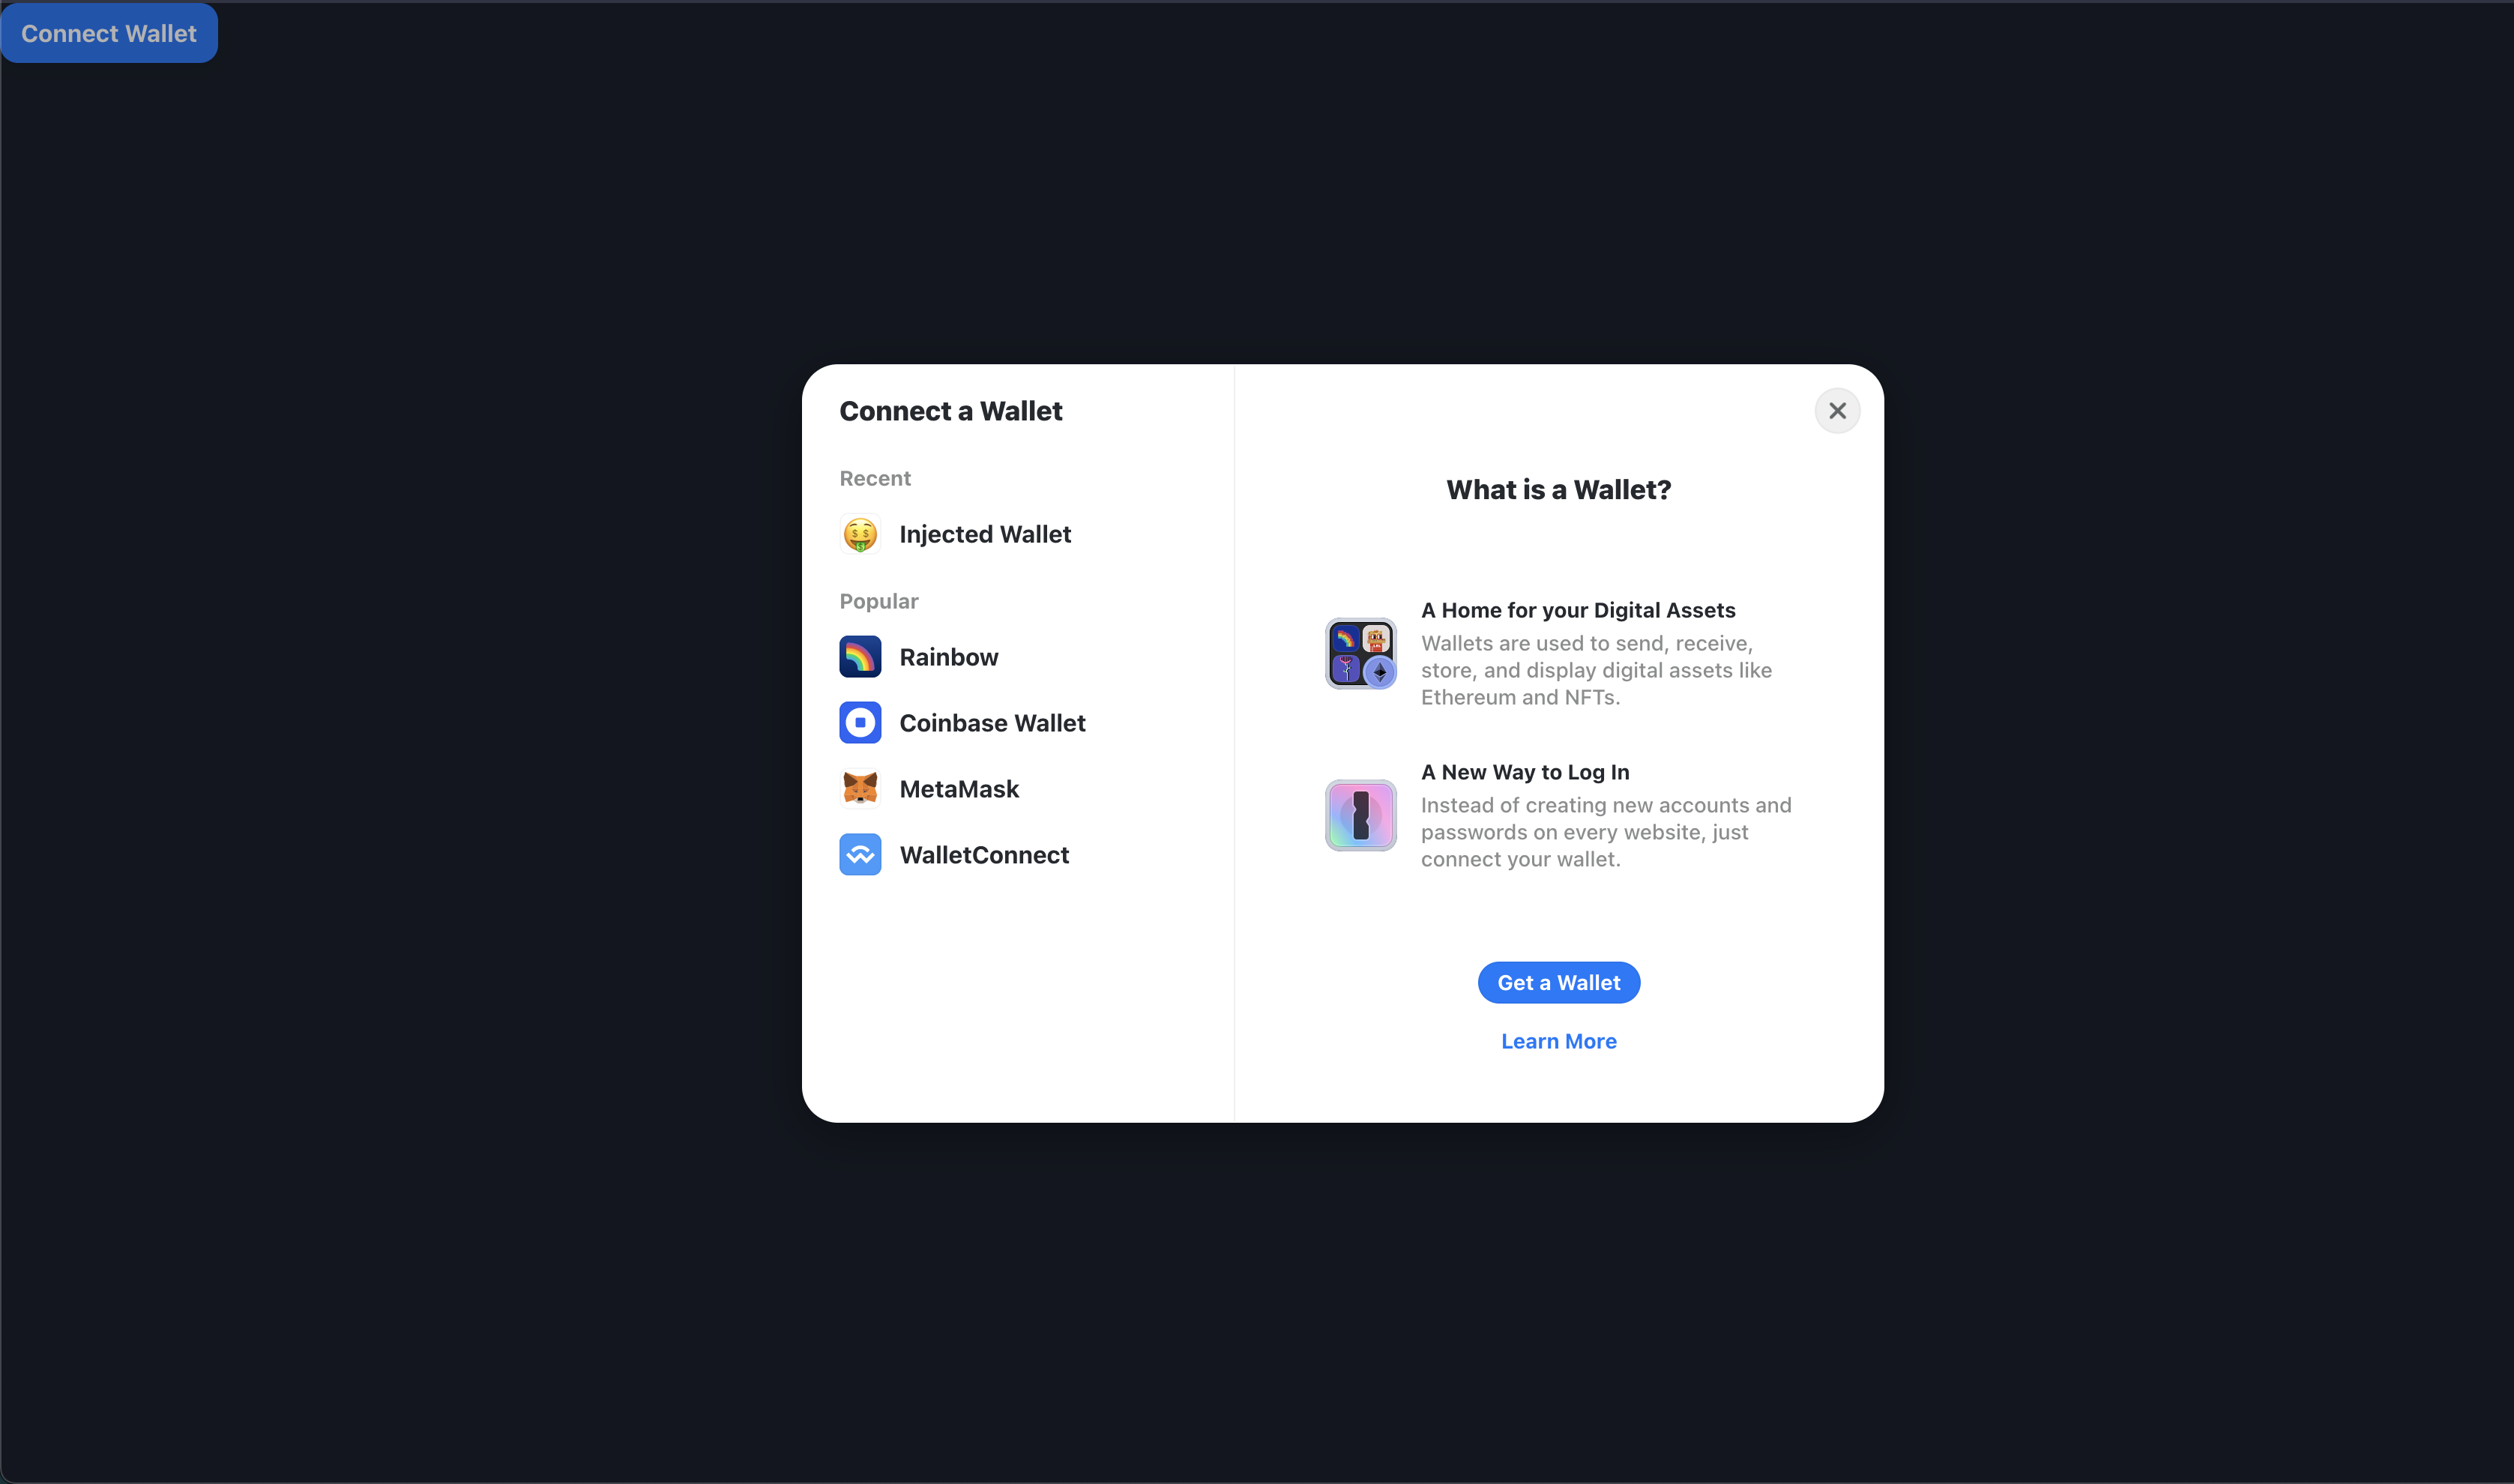 Connect Wallet
Connect a Wallet
Recent
Injected Wallet
Popular
Rainbow
Coinbase Wallet
MetaMask
WalletConnect
What is a Wallet?
A Home for your Digital Assets
Wallets are used to send, receive,
store, and display digital assets like
Ethereum and NFTs.
A New Way to Log In
Instead of creating new accounts and
passwords on every website, just
connect your wallet.
Get a Wallet
Learn More